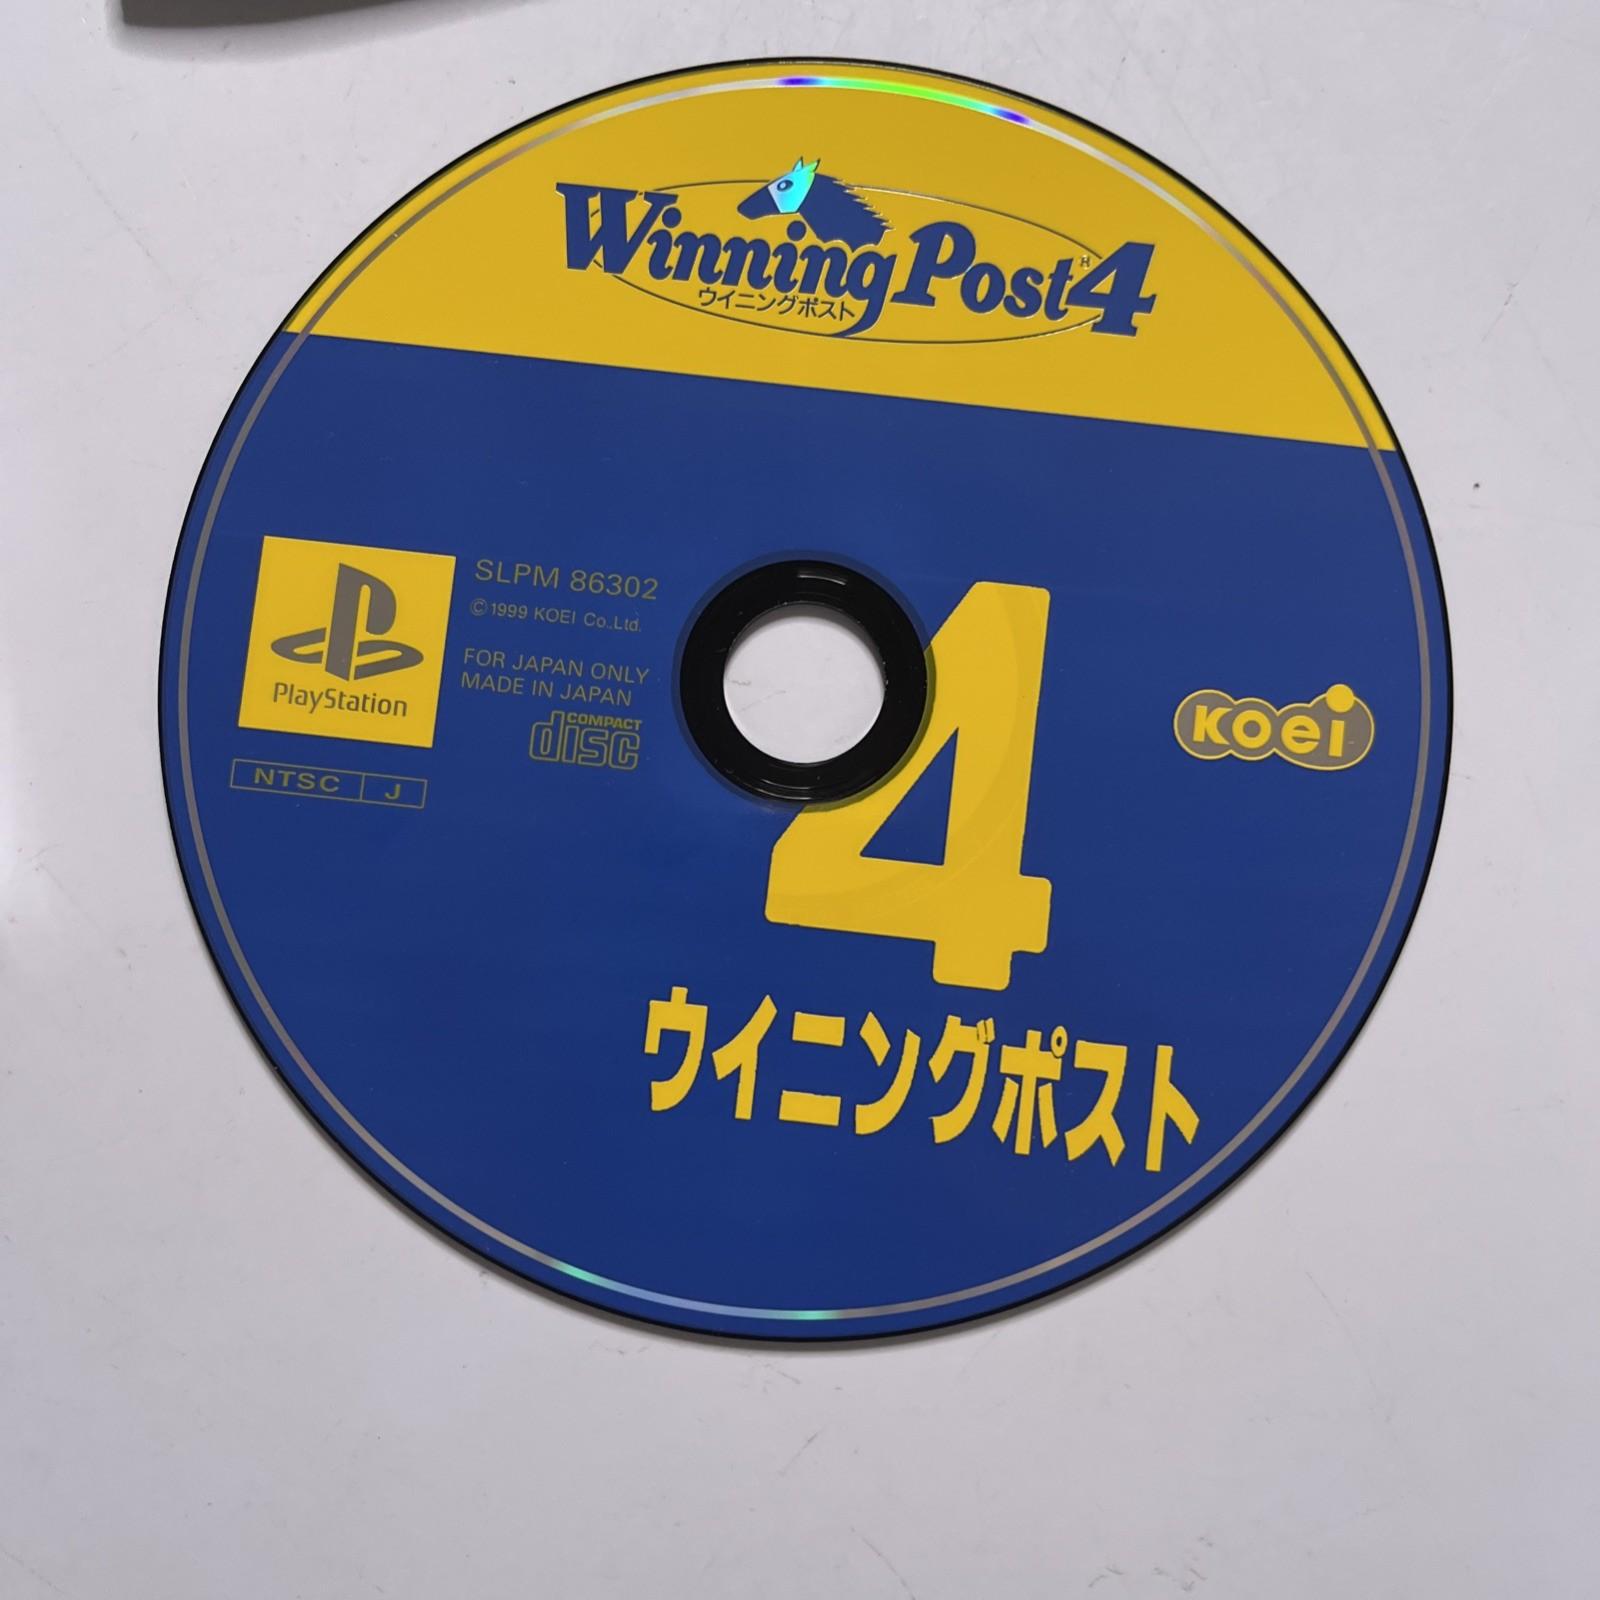 Winning Post 4
ウイニングポスト
SLPM 86302
©1999 KOEI Co.,Ltd.
FOR JAPAN ONLY
MADE IN JAPAN
COMPACT
disc
PlayStation
NTSC J
KOEI
4
ウイニングポスト